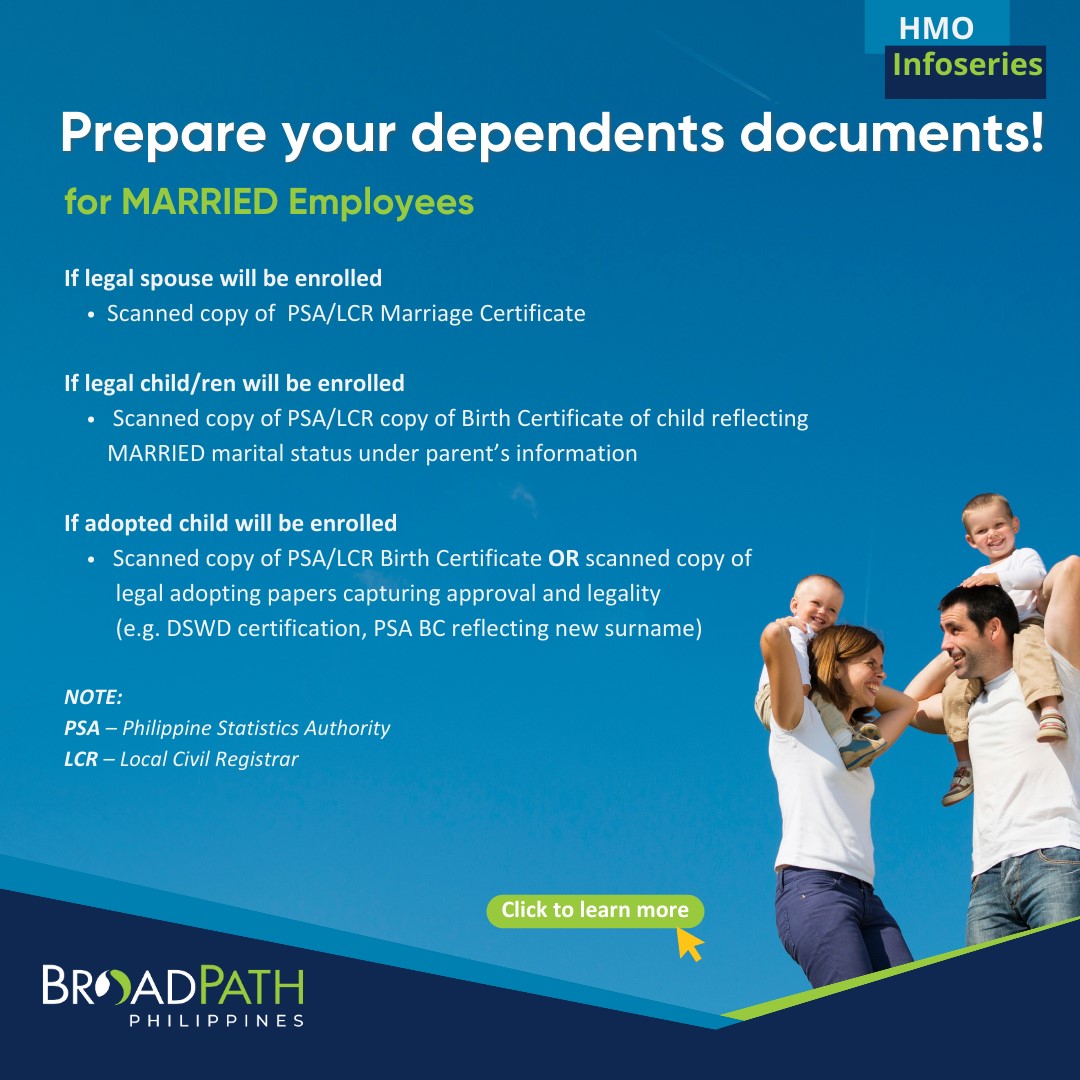 HMO
Infoseries
Prepare your dependents documents!
for MARRIED Employees
If legal spouse will be enrolled
• Scanned copy of  PSA/LCR Marriage Certificate
If legal child/ren will be enrolled
• Scanned copy of PSA/LCR copy of Birth Certificate of child reflecting
MARRIED marital status under parent’s information
If adopted child will be enrolled
• Scanned copy of PSA/LCR Birth Certificate OR scanned copy of
legal adopting papers capturing approval and legality
(e.g. DSWD certification, PSA BC reflecting new surname)
NOTE:
PSA – Philippine Statistics Authority
LCR – Local Civil Registrar
Click to learn more
BROADPATH
PHILIPPINES